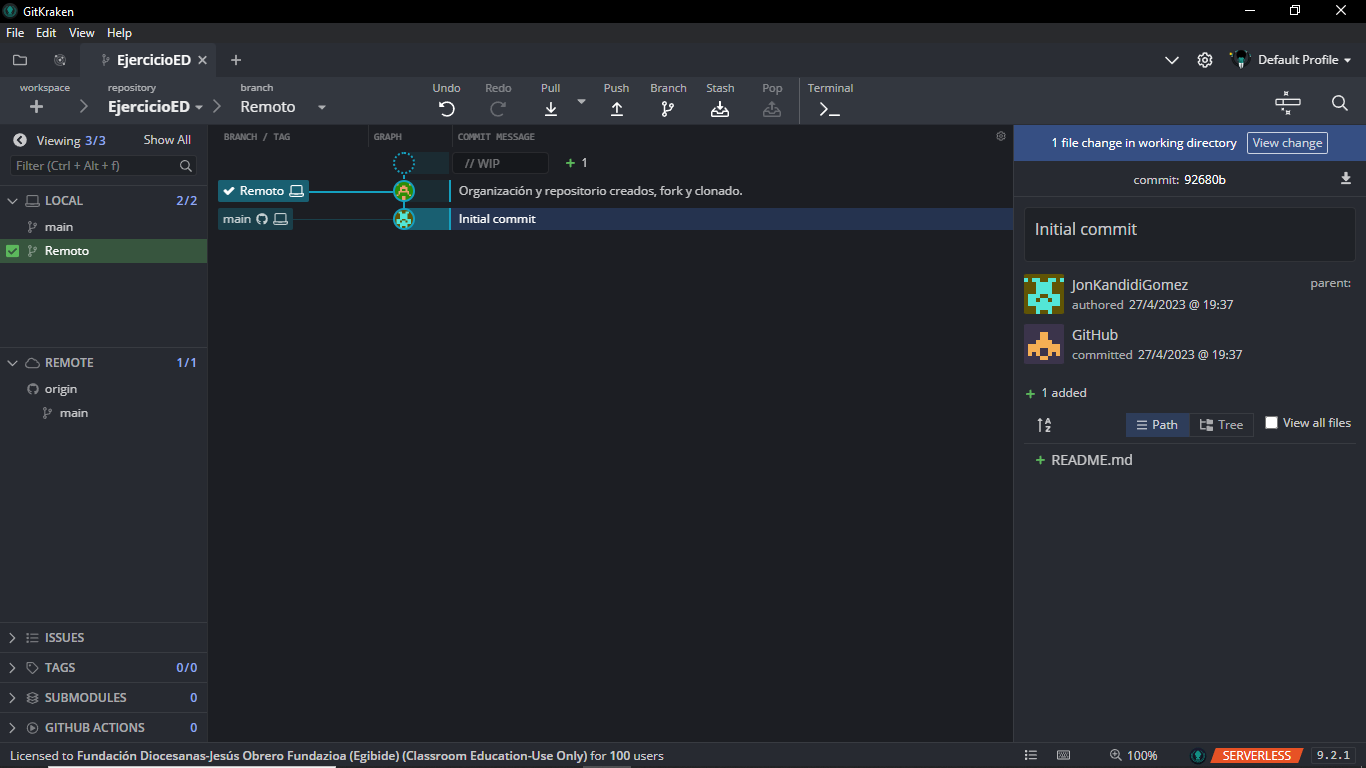 GitKraken
File Edit View Help
EjercicioED
Default Profile
workspace
repository
EjercicioED
branch
Remoto
Undo
Redo
Pull
Push
Branch
Stash
Pop
Terminal
Viewing 3/3 Show All
Filter (Ctrl + Alt + f)
LOCAL 2/2
main
Remoto
REMOTE 1/1
origin
main
ISSUES
TAGS 0/0
SUBMODULES 0
GITHUB ACTIONS 0
BRANCH / TAG GRAPH COMMIT MESSAGE
// WIP + 1
Remoto Organización y repositorio creados, fork y clonado.
main Initial commit
1 file change in working directory View change
commit: 92680b
Initial commit
JonKandidiGomez parent:
authored 27/4/2023 @ 19:37
GitHub
committed 27/4/2023 @ 19:37
+ 1 added
A Z Path Tree View all files
+ README.md
Licensed to Fundación Diocesanas-Jesús Obrero Fundazioa (Egibide) (Classroom Education-Use Only) for 100 users
100% SERVERLESS 9.2.1